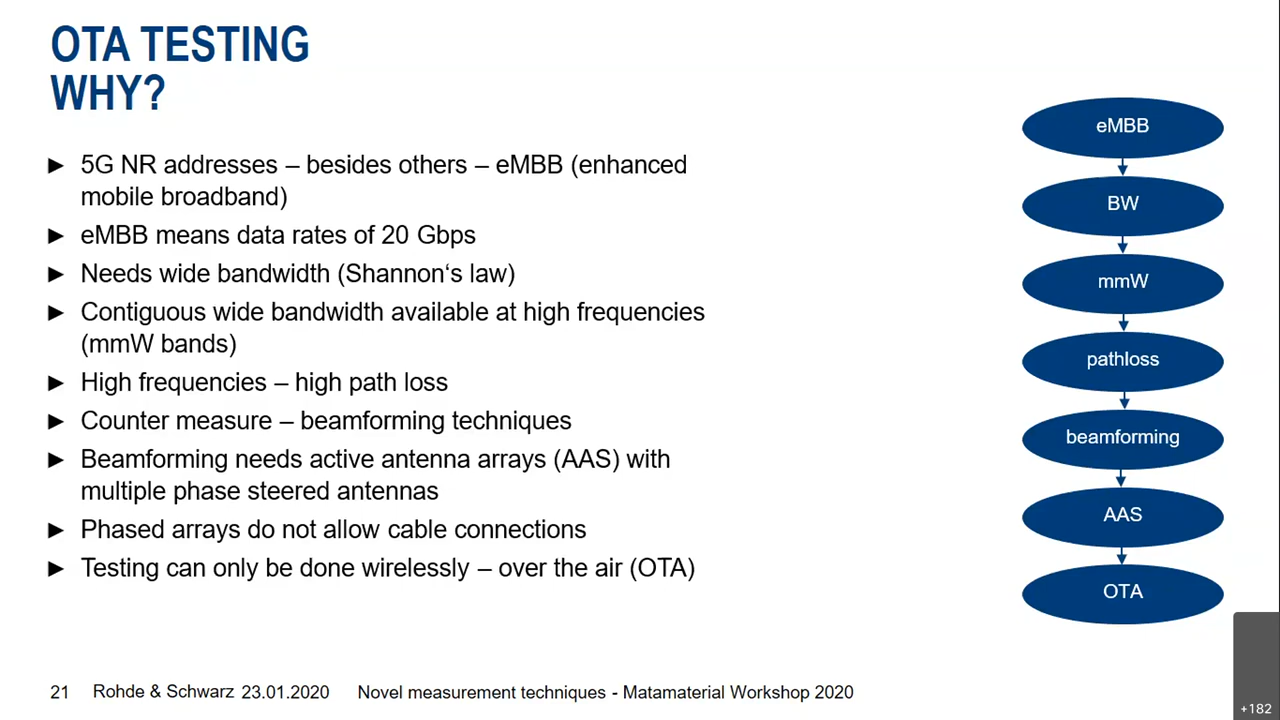 OTA TESTING
WHY?
► 5G NR addresses – besides others – eMBB (enhanced
mobile broadband)
► eMBB means data rates of 20 Gbps
► Needs wide bandwidth (Shannon‘s law)
► Contiguous wide bandwidth available at high frequencies
(mmW bands)
► High frequencies – high path loss
► Counter measure – beamforming techniques
► Beamforming needs active antenna arrays (AAS) with
multiple phase steered antennas
► Phased arrays do not allow cable connections
► Testing can only be done wirelessly – over the air (OTA)
eMBB
BW
mmW
pathloss
beamforming
AAS
OTA
21 Rohde & Schwarz 23.01.2020 Novel measurement techniques - Matamaterial Workshop 2020
+182